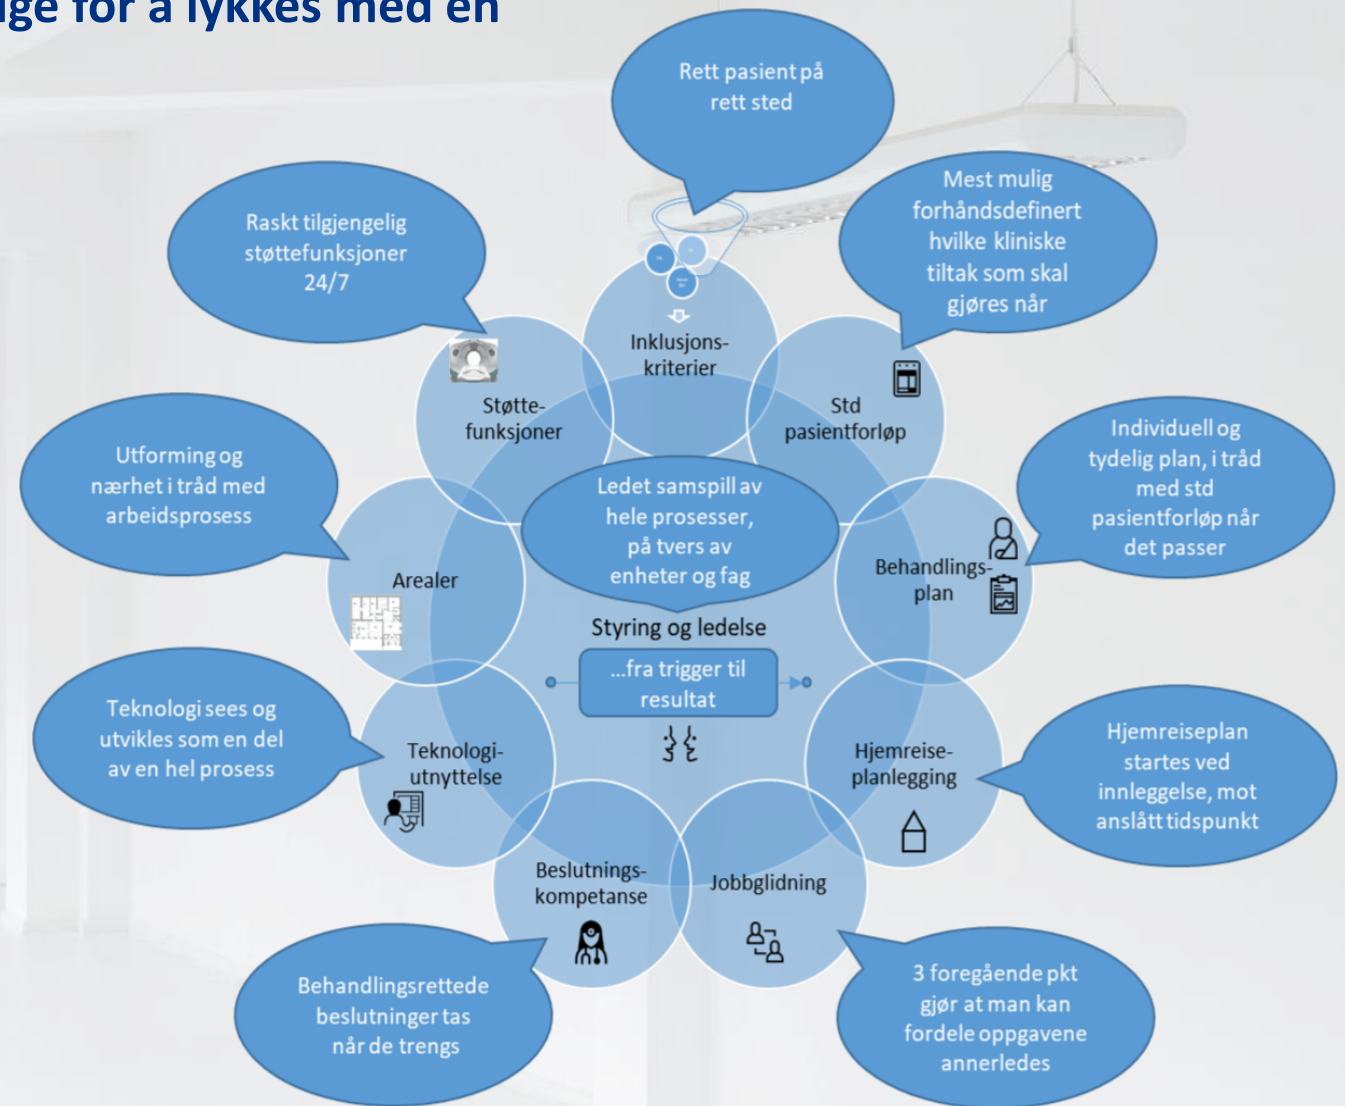 ige for å lykkes med en
Rett pasient på
rett sted
Mest mulig
forhåndsdefinert
hvilke kliniske
tiltak som skal
gjøres når
Raskt tilgjengelig
støttefunksjoner
24/7
Inklusjons-
kriterier
Støtte-
funksjoner
Std
pasientforløp
Individuell og
tydelig plan, i tråd
med std
pasientforløp når
det passer
Utforming og
nærhet i tråd med
arbeidsprosess
Ledet samspill av
hele prosesser,
på tvers av
enheter og fag
Arealer
Behandlings-
plan
Styring og ledelse
...fra trigger til
resultat
Teknologi sees og
utvikles som en del
av en hel prosess
Teknologi-
utnyttelse
Hjemreise-
planlegging
Hjemreiseplan
startes ved
innleggelse, mot
anslått tidspunkt
Beslutnings-
kompetanse
Jobbglidning
Behandlingsrettede
beslutninger tas
når de trengs
3 foregående pkt
gjør at man kan
fordele oppgavene
annerledes